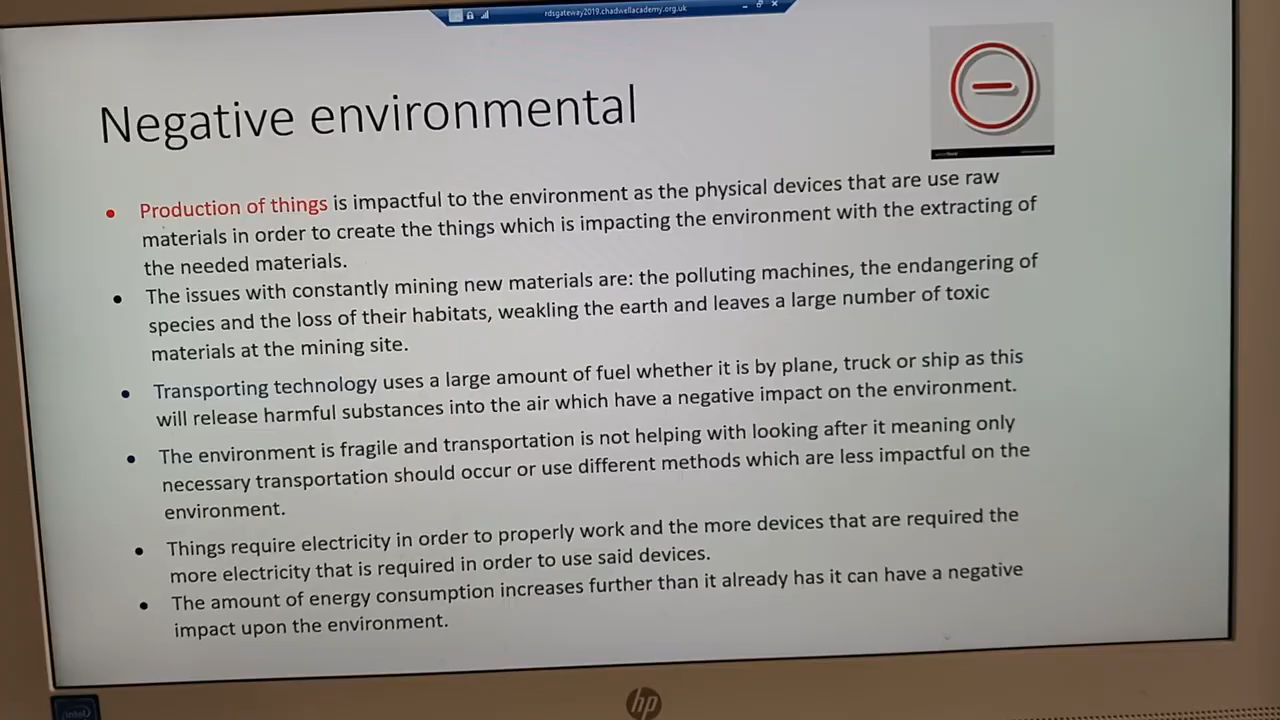 rdsgateway2019.chadwellacademy.org.uk
Negative environmental
• Production of things is impactful to the environment as the physical devices that are use raw
materials in order to create the things which is impacting the environment with the extracting of
the needed materials.
• The issues with constantly mining new materials are: the polluting machines, the endangering of
species and the loss of their habitats, weakling the earth and leaves a large number of toxic
materials at the mining site.
• Transporting technology uses a large amount of fuel whether it is by plane, truck or ship as this
will release harmful substances into the air which have a negative impact on the environment.
• The environment is fragile and transportation is not helping with looking after it meaning only
necessary transportation should occur or use different methods which are less impactful on the
environment.
• Things require electricity in order to properly work and the more devices that are required the
more electricity that is required in order to use said devices.
• The amount of energy consumption increases further than it already has it can have a negative
impact upon the environment.
hp
intel